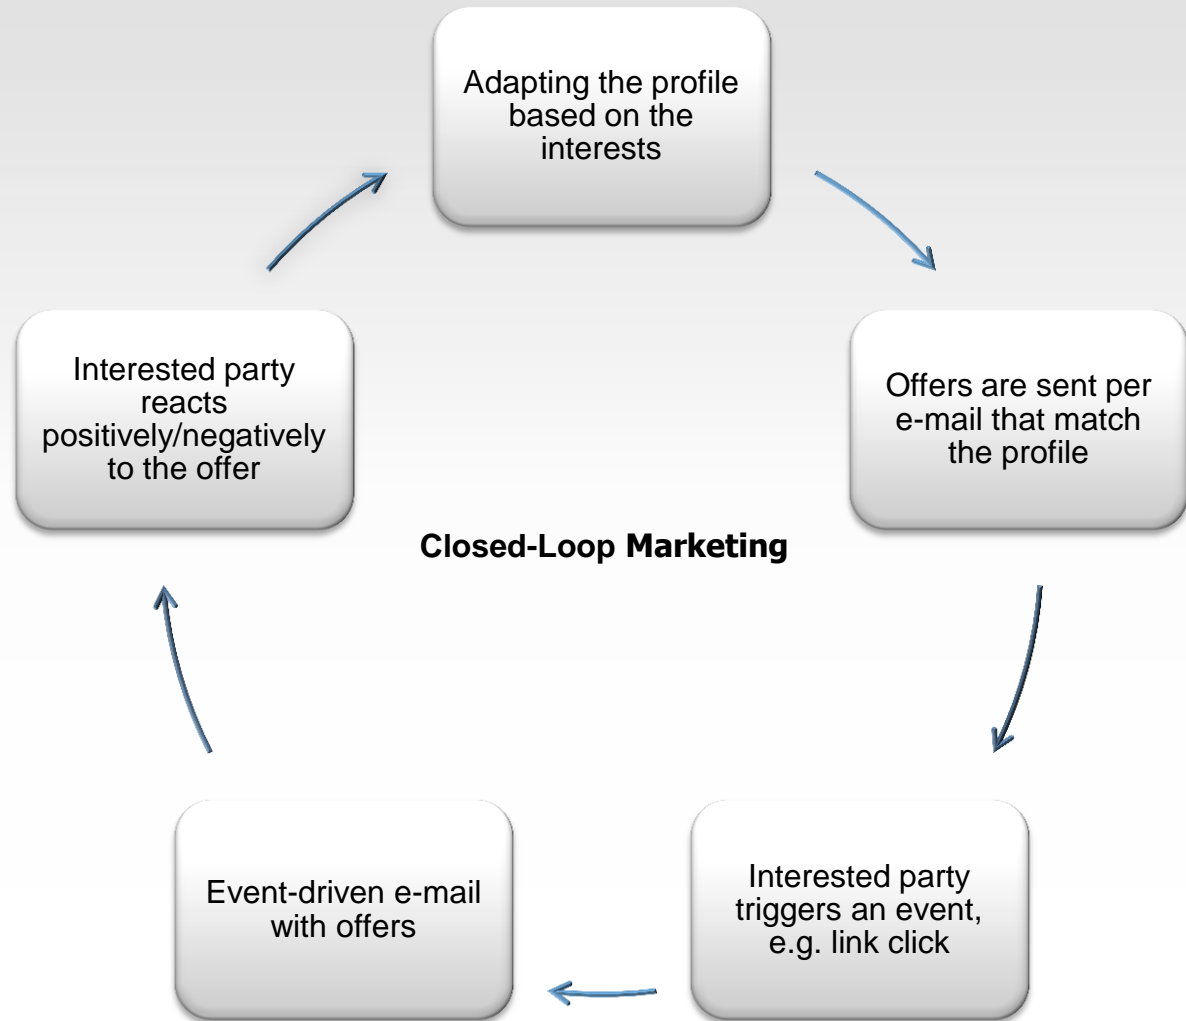 Adapting the profile
based on the
interests
Interested party
reacts
positively/negatively
to the offer
Offers are sent per
e-mail that match
the profile
Closed-Loop Marketing
Event-driven e-mail
with offers
Interested party
triggers an event,
e.g. link click